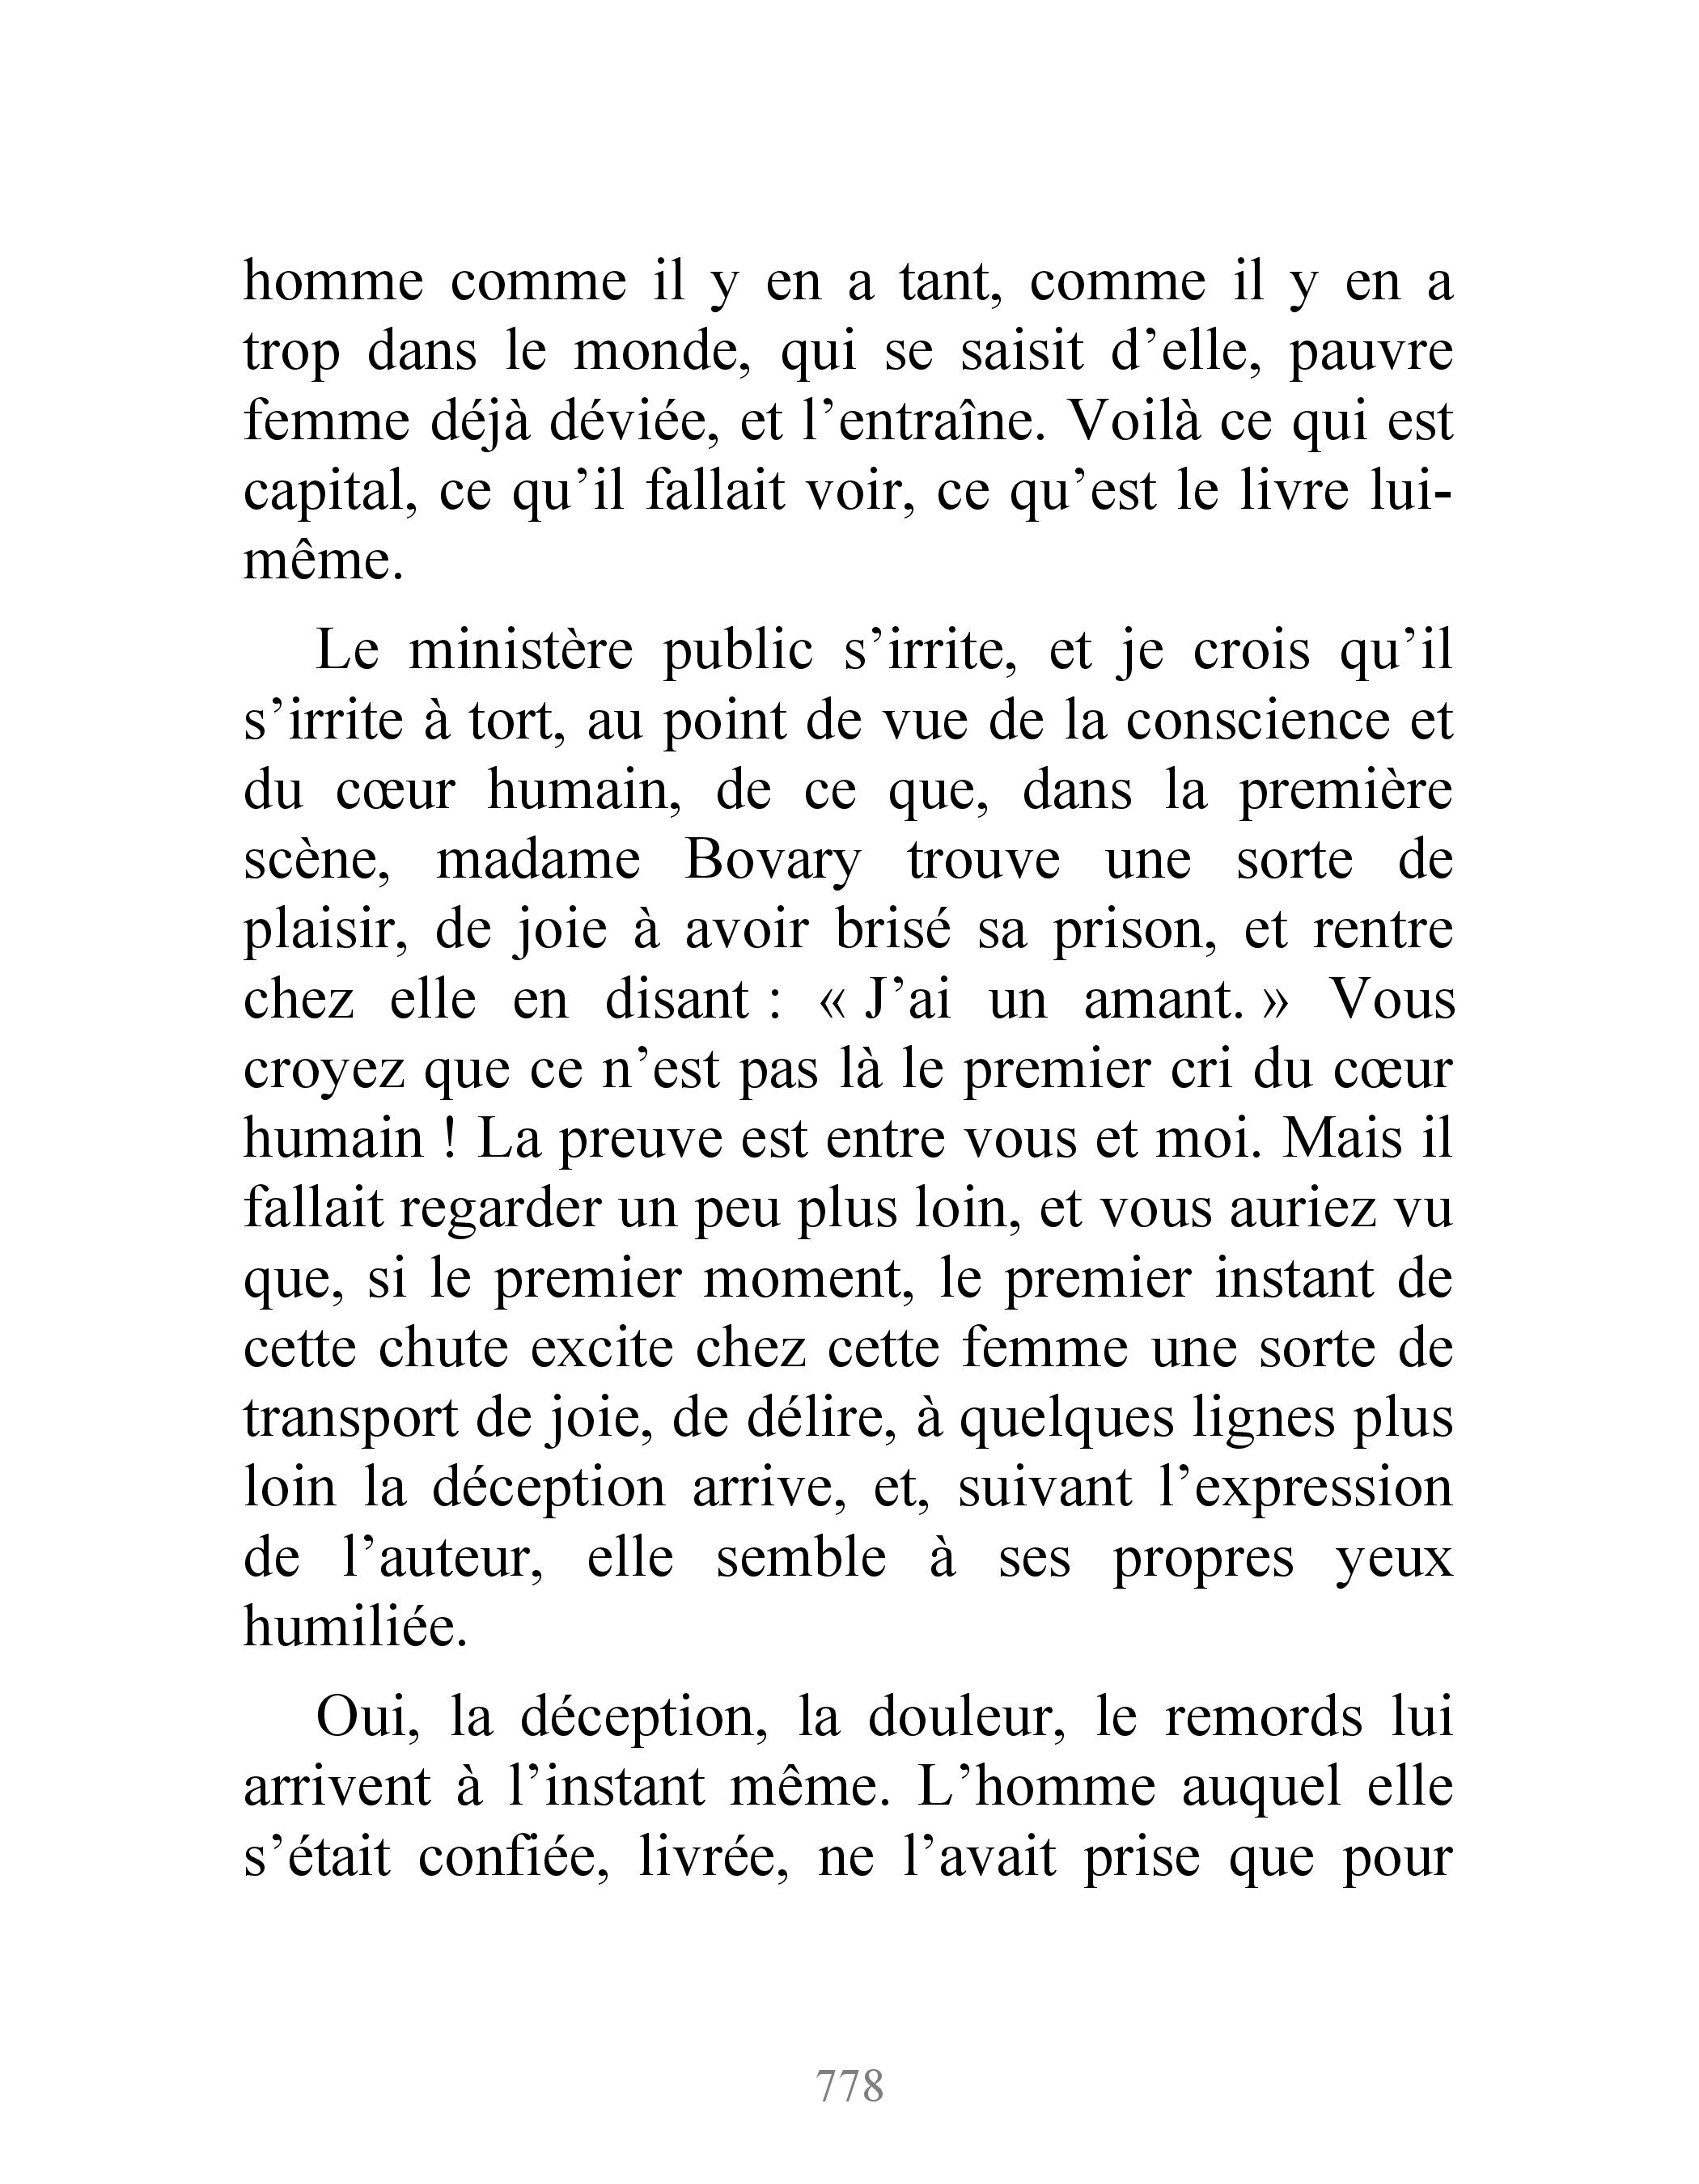 homme comme il y en a tant, comme il y en a
trop dans le monde, qui se saisit d’elle, pauvre
femme déjà déviée, et l’entraîne. Voilà ce qui est
capital, ce qu’il fallait voir, ce qu’est le livre lui-
même.
Le ministère public s’irrite, et je crois qu’il
s’irrite à tort, au point de vue de la conscience et
du cœur humain, de ce que, dans la première
scène, madame Bovary trouve une sorte de
plaisir, de joie à avoir brisé sa prison, et rentre
chez elle en disant : « J’ai un amant. » Vous
croyez que ce n’est pas là le premier cri du cœur
humain ! La preuve est entre vous et moi. Mais il
fallait regarder un peu plus loin, et vous auriez vu
que, si le premier moment, le premier instant de
cette chute excite chez cette femme une sorte de
transport de joie, de délire, à quelques lignes plus
loin la déception arrive, et, suivant l’expression
de l’auteur, elle semble à ses propres yeux
humiliée.
Oui, la déception, la douleur, le remords lui
arrivent à l’instant même. L’homme auquel elle
s’était confiée, livrée, ne l’avait prise que pour
778